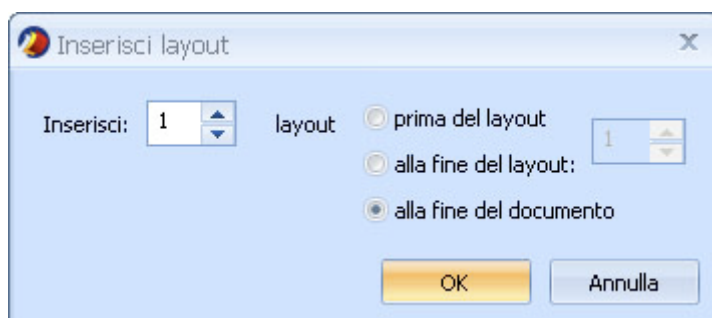 Inserisci layout
Inserisci: 1 layout
prima del layout
1
alla fine del layout:
alla fine del documento
OK Annulla